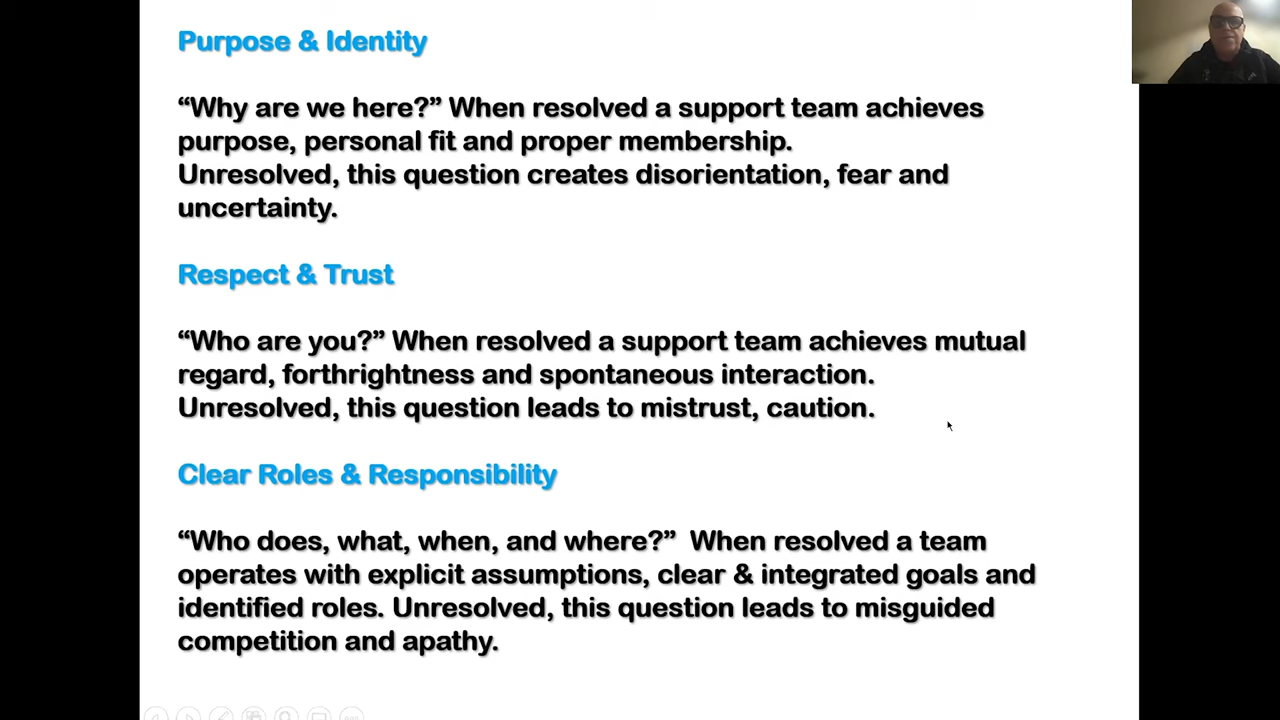 Purpose & Identity
“Why are we here?” When resolved a support team achieves
purpose, personal fit and proper membership.
Unresolved, this question creates disorientation, fear and
uncertainty.
Respect & Trust
“Who are you?” When resolved a support team achieves mutual
regard, forthrightness and spontaneous interaction.
Unresolved, this question leads to mistrust, caution.
Clear Roles & Responsibility
“Who does, what, when, and where?”  When resolved a team
operates with explicit assumptions, clear & integrated goals and
identified roles. Unresolved, this question leads to misguided
competition and apathy.